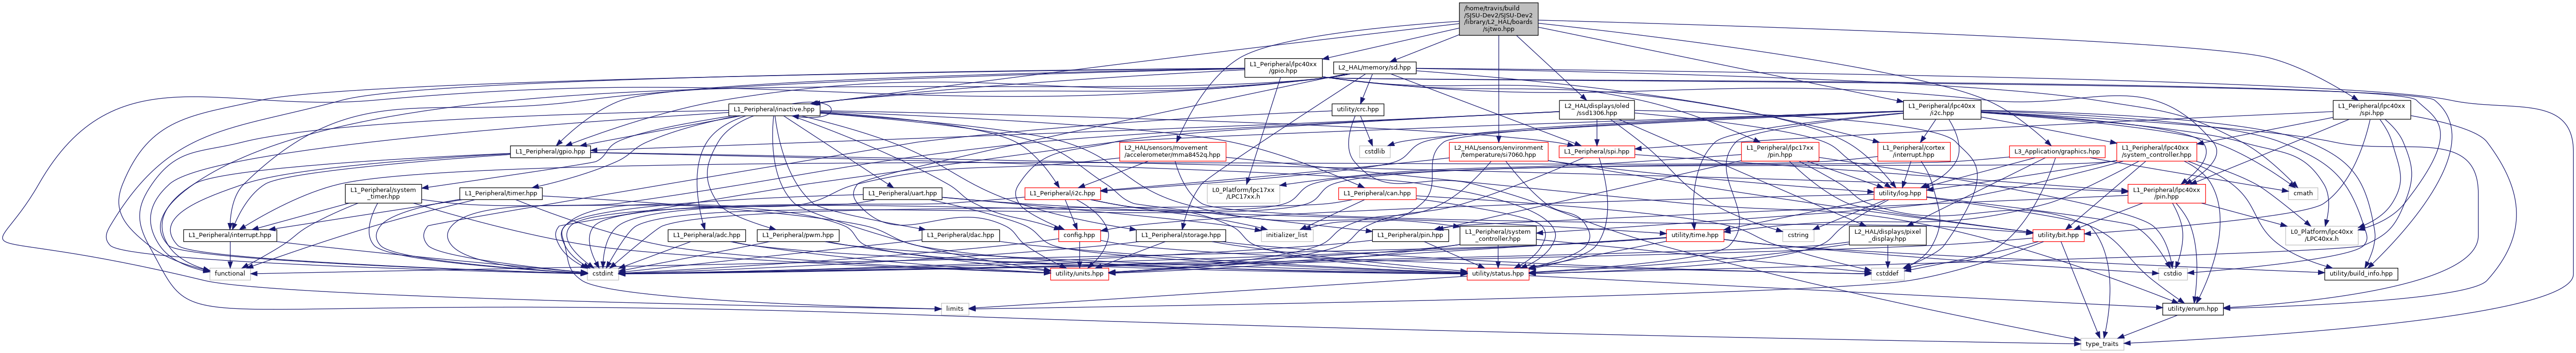 /home/travis/build
/SJSU-Dev2/SJSU-Dev2
/library/L2_HAL/boards
/sjtwo.hpp
L1_Peripheral/lpc40xx
/gpio.hpp
L2_HAL/memory/sd.hpp
L1_Peripheral/inactive.hpp
utility/crc.hpp
L2_HAL/displays/oled
/ssd1306.hpp
L1_Peripheral/lpc40xx
/i2c.hpp
L1_Peripheral/lpc40xx
/spi.hpp
L1_Peripheral/gpio.hpp
L2_HAL/sensors/movement
/accelerometer/mma8452q.hpp
cstdlib
L2_HAL/sensors/environment
/temperature/si7060.hpp
L1_Peripheral/spi.hpp
L1_Peripheral/lpc17xx
/pin.hpp
L1_Peripheral/cortex
/interrupt.hpp
L3_Application/graphics.hpp
L1_Peripheral/lpc40xx
/system_controller.hpp
L1_Peripheral/system
_timer.hpp
L1_Peripheral/timer.hpp
L1_Peripheral/uart.hpp
L1_Peripheral/i2c.hpp
L0_Platform/lpc17xx
/LPC17xx.h
L1_Peripheral/can.hpp
utility/log.hpp
L1_Peripheral/lpc40xx
/pin.hpp
cmath
L1_Peripheral/interrupt.hpp
L1_Peripheral/adc.hpp
L1_Peripheral/pwm.hpp
L1_Peripheral/dac.hpp
config.hpp
L1_Peripheral/storage.hpp
initializer_list
L1_Peripheral/pin.hpp
L1_Peripheral/system
_controller.hpp
utility/time.hpp
cstring
L2_HAL/displays/pixel
_display.hpp
utility/bit.hpp
L0_Platform/lpc40xx
/LPC40xx.h
functional
cstdint
utility/units.hpp
utility/status.hpp
cstddef
cstdio
utility/build_info.hpp
limits
utility/enum.hpp
type_traits